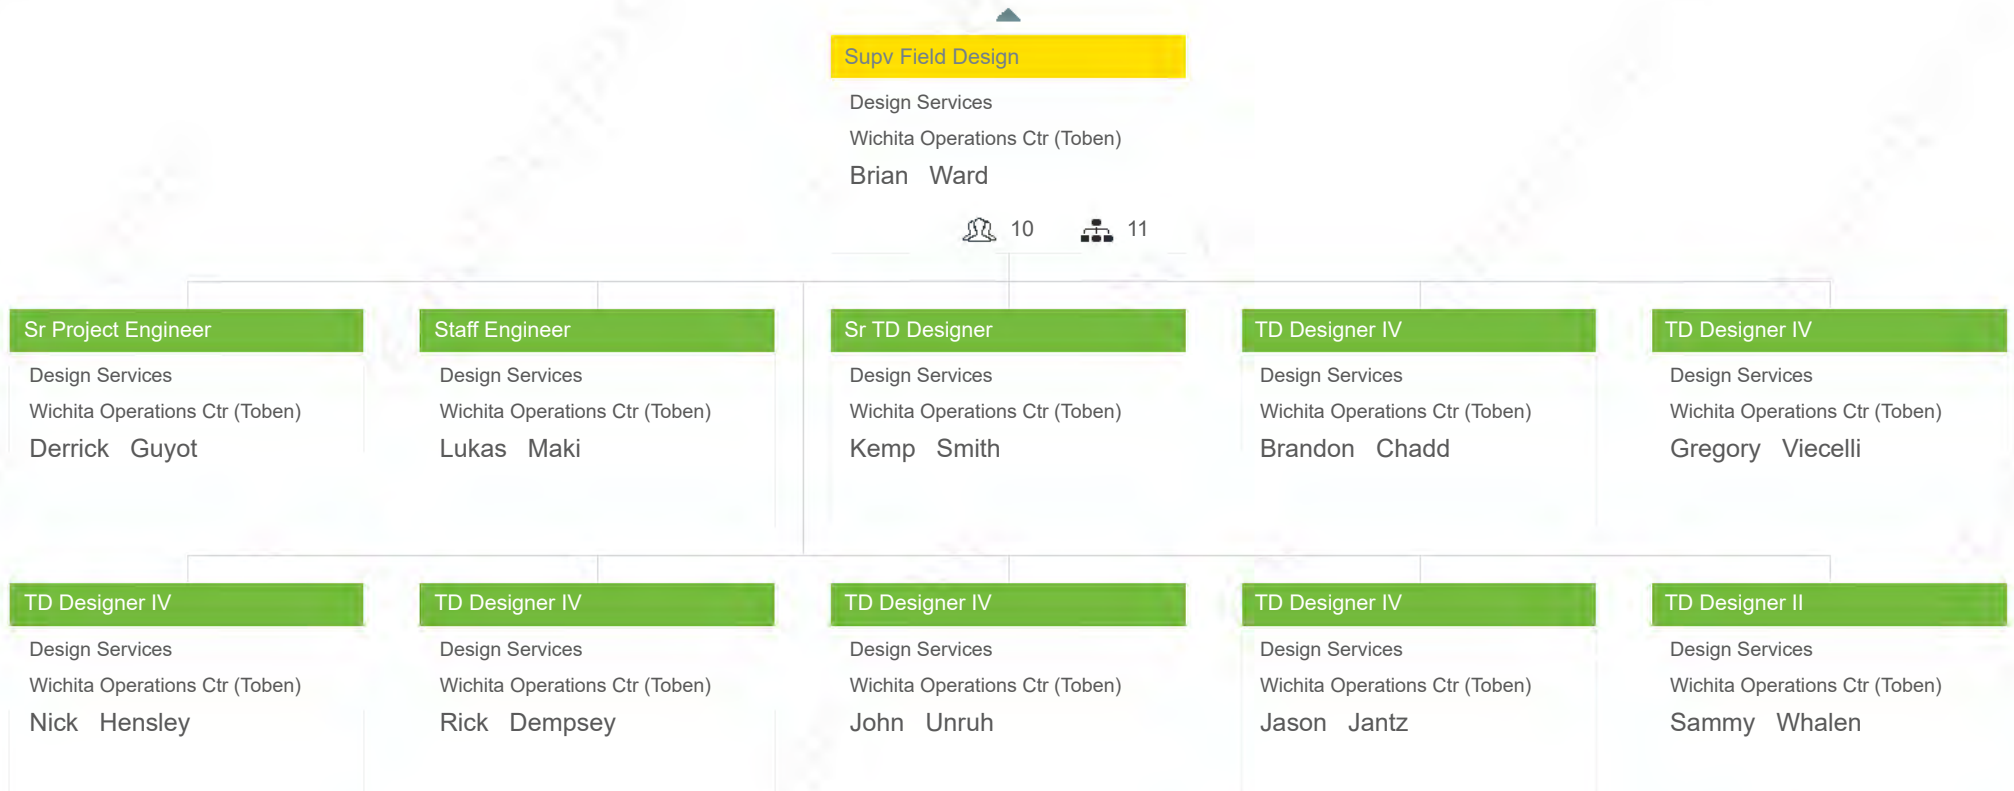 Supv Field Design
Design Services
Wichita Operations Ctr (Toben)
Brian Ward
10 11
Sr Project Engineer
Design Services
Wichita Operations Ctr (Toben)
Derrick Guyot
Staff Engineer
Design Services
Wichita Operations Ctr (Toben)
Lukas Maki
Sr TD Designer
Design Services
Wichita Operations Ctr (Toben)
Kemp Smith
TD Designer IV
Design Services
Wichita Operations Ctr (Toben)
Brandon Chadd
TD Designer IV
Design Services
Wichita Operations Ctr (Toben)
Gregory Viecelli
TD Designer IV
Design Services
Wichita Operations Ctr (Toben)
Nick Hensley
TD Designer IV
Design Services
Wichita Operations Ctr (Toben)
Rick Dempsey
TD Designer IV
Design Services
Wichita Operations Ctr (Toben)
John Unruh
TD Designer IV
Design Services
Wichita Operations Ctr (Toben)
Jason Jantz
TD Designer II
Design Services
Wichita Operations Ctr (Toben)
Sammy Whalen